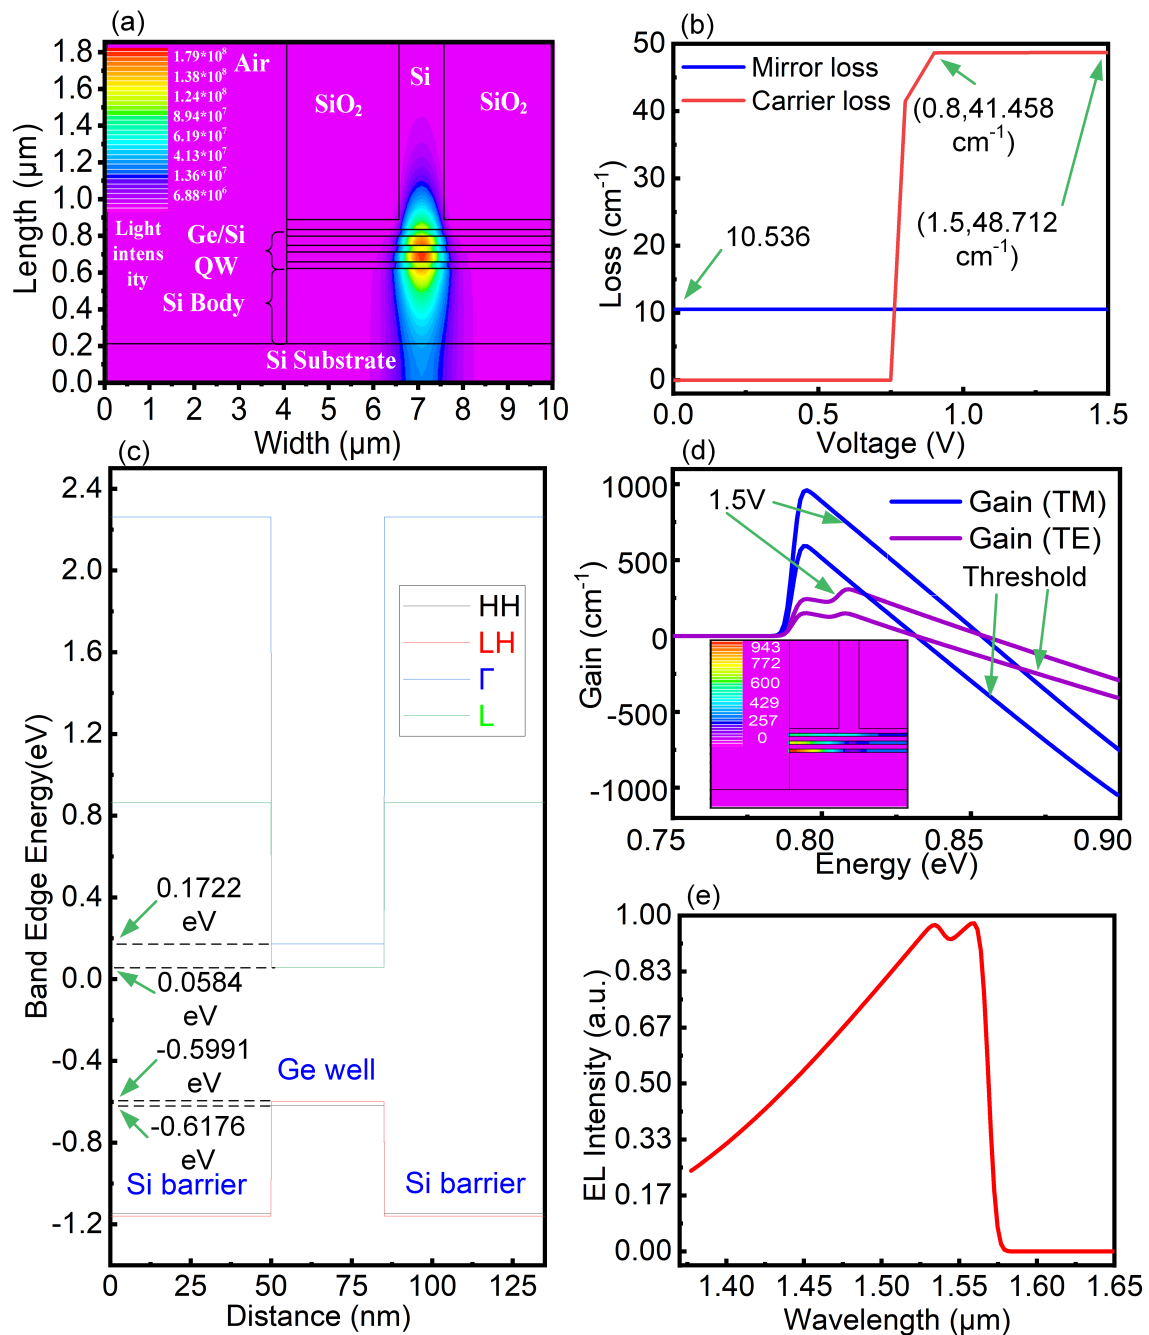 (a)
1.8
1.6
1.4
1.2
1.0
0.8
0.6
0.4
0.2
0.0
Length (μm)
1.79*10⁸
1.38*10⁸
1.24*10⁸
8.94*10⁷
6.19*10⁷
4.13*10⁷
1.36*10⁷
6.88*10⁶
Light
intens
ity
Air
SiO₂
Si
SiO₂
Ge/Si
QW
Si Body
Si Substrate
0 1 2 3 4 5 6 7 8 9 10
Width (μm)
(b)
50
40
30
20
10
0
Loss (cm⁻¹)
Mirror loss
Carrier loss
(0.8,41.458
cm⁻¹)
(1.5,48.712
cm⁻¹)
10.536
0.0 0.5 1.0 1.5
Voltage (V)
(c)
2.4
2.0
1.6
1.2
0.8
0.4
0.0
-0.4
-0.8
-1.2
Band Edge Energy(eV)
HH
LH
Γ
L
0.1722
eV
0.0584
eV
-0.5991
eV
-0.6176
eV
Ge well
Si barrier
Si barrier
0 25 50 75 100 125
Distance (nm)
(d)
1000
500
0
-500
-1000
Gain (cm⁻¹)
1.5V
Gain (TM)
Gain (TE)
Threshold
943
772
600
429
257
0
0.75 0.80 0.85 0.90
Energy (eV)
(e)
1.00
0.83
0.67
0.50
0.33
0.17
0.00
EL Intensity (a.u.)
1.40 1.45 1.50 1.55 1.60 1.65
Wavelength (μm)